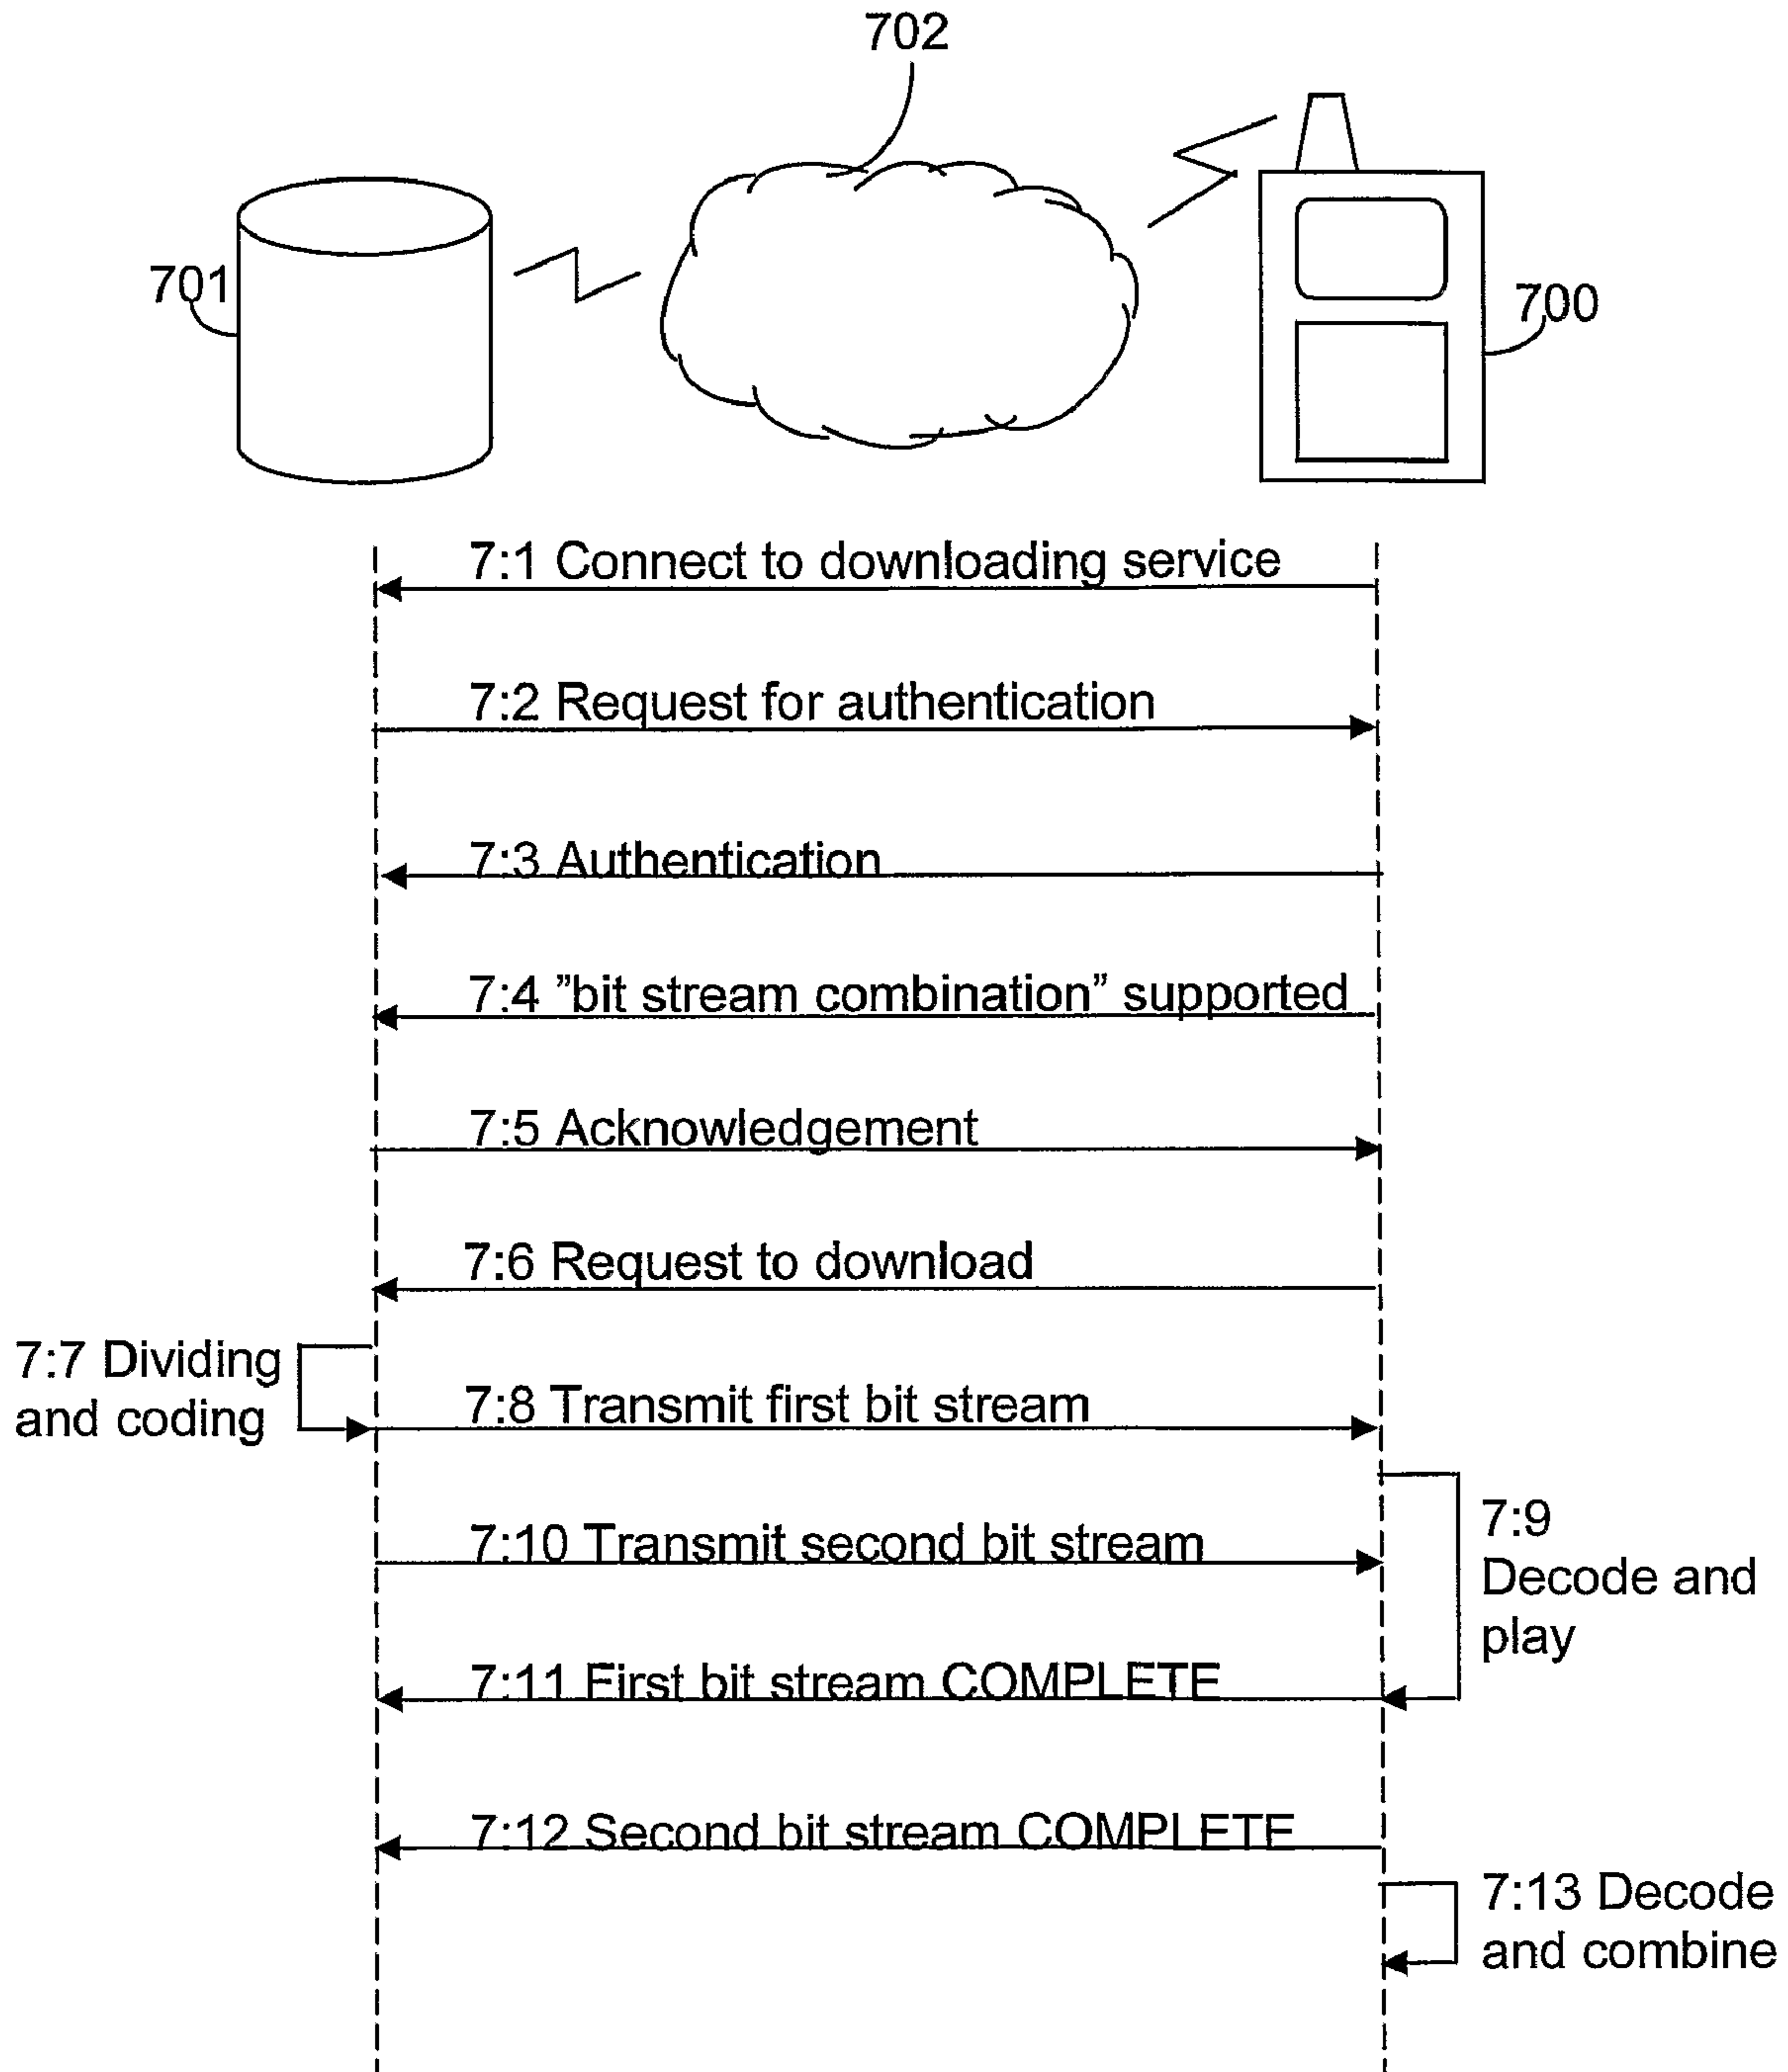 702
701
700
7:1 Connect to downloading service
7:2 Request for authentication
7:3 Authentication
7:4 ”bit stream combination” supported
7:5 Acknowledgement
7:6 Request to download
7:7 Dividing
and coding
7:8 Transmit first bit stream
7:9
Decode and
play
7:10 Transmit second bit stream
7:11 First bit stream COMPLETE
7:12 Second bit stream COMPLETE
7:13 Decode
and combine